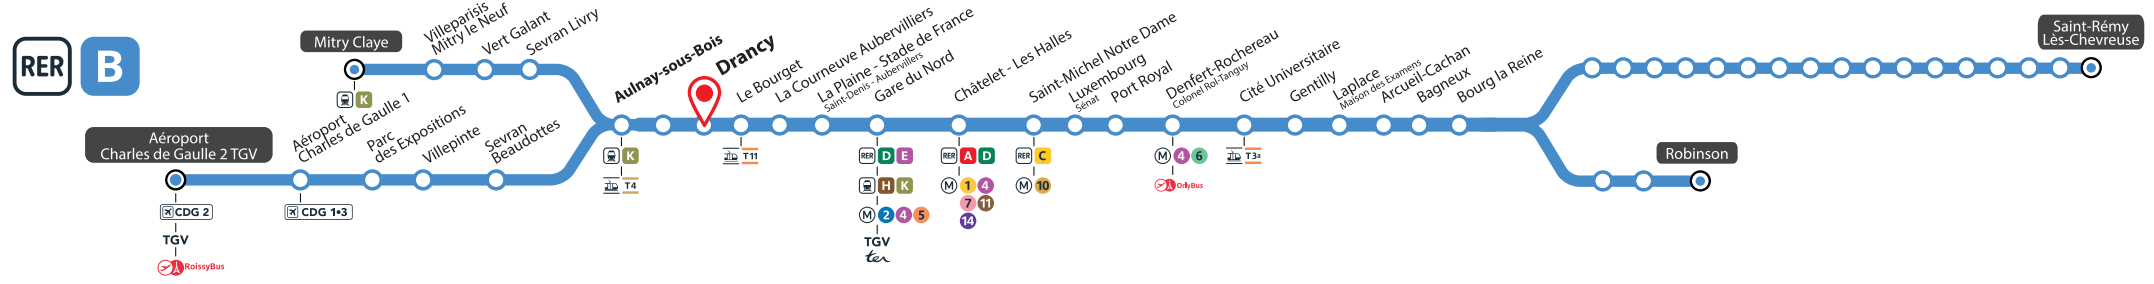 RER B
Mitry Claye
K
Villeparisis
Mitry le Neuf
Vert Galant
Sevran Livry
Aéroport
Charles de Gaulle 2 TGV
CDG 2
TGV
RoissyBus
Aéroport
Charles de Gaulle 1
CDG 1•3
Parc
des Expositions
Villepinte
Sevran
Beaudottes
Aulnay-sous-Bois
K
T4
Drancy
Le Bourget
T11
La Courneuve Aubervilliers
La Plaine - Stade de France
Saint-Denis - Aubervilliers
Gare du Nord
RER D E
H K
M 2 4 5
TGV
ter
Châtelet - Les Halles
RER A D
M 1 4
7 11
14
Saint-Michel Notre Dame
RER C
M 10
Luxembourg
Sénat
Port Royal
Denfert-Rochereau
Colonel Rol-Tanguy
M 4 6
OrlyBus
Cité Universitaire
T3a
Gentilly
Laplace
Maison des Examens
Arcueil-Cachan
Bagneux
Bourg la Reine
Saint-Rémy
Lès-Chevreuse
Robinson